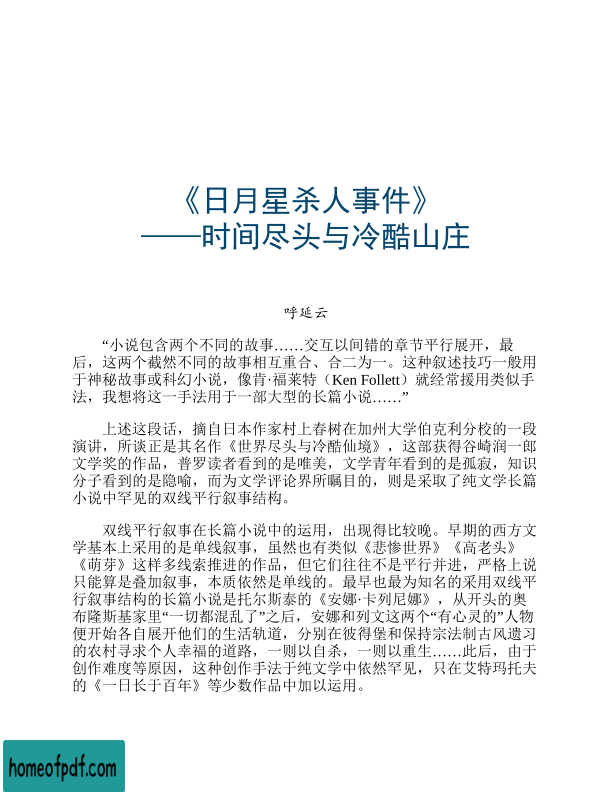 《日月星杀人事件》
——时间尽头与冷酷山庄
呼延云
“小说包含两个不同的故事……交互以间错的章节平行展开，最
后，这两个截然不同的故事相互重合、合二为一。这种叙述技巧一般用
于神秘故事或科幻小说，像肯·福莱特（Ken Follett）就经常援用类似手
法，我想将这一手法用于一部大型的长篇小说……”
上述这段话，摘自日本作家村上春树在加州大学伯克利分校的一段
演讲，所谈正是其名作《世界尽头与冷酷仙境》，这部获得谷崎润一郎
文学奖的作品，普罗读者看到的是唯美，文学青年看到的是孤寂，知识
分子看到的是隐喻，而为文学评论界所瞩目的，则是采取了纯文学长篇
小说中罕见的双线平行叙事结构。
双线平行叙事在长篇小说中的运用，出现得比较晚。早期的西方文
学基本上采用的是单线叙事，虽然也有类似《悲惨世界》《高老头》
《萌芽》这样多线索推进的作品，但它们往往不是平行并进，严格上说
只能算是叠加叙事，本质依然是单线的。最早也最为知名的采用双线平
行叙事结构的长篇小说是托尔斯泰的《安娜·卡列尼娜》，从开头的奥
布隆斯基家里“一切都混乱了”之后，安娜和列文这两个“有心灵的”人物
便开始各自展开他们的生活轨道，分别在彼得堡和保持宗法制古风遗习
的农村寻求个人幸福的道路，一则以自杀，一则以重生……此后，由于
创作难度等原因，这种创作手法于纯文学中依然罕见，只在艾特玛托夫
的《一日长于百年》等少数作品中加以运用。
homeofpdf.com